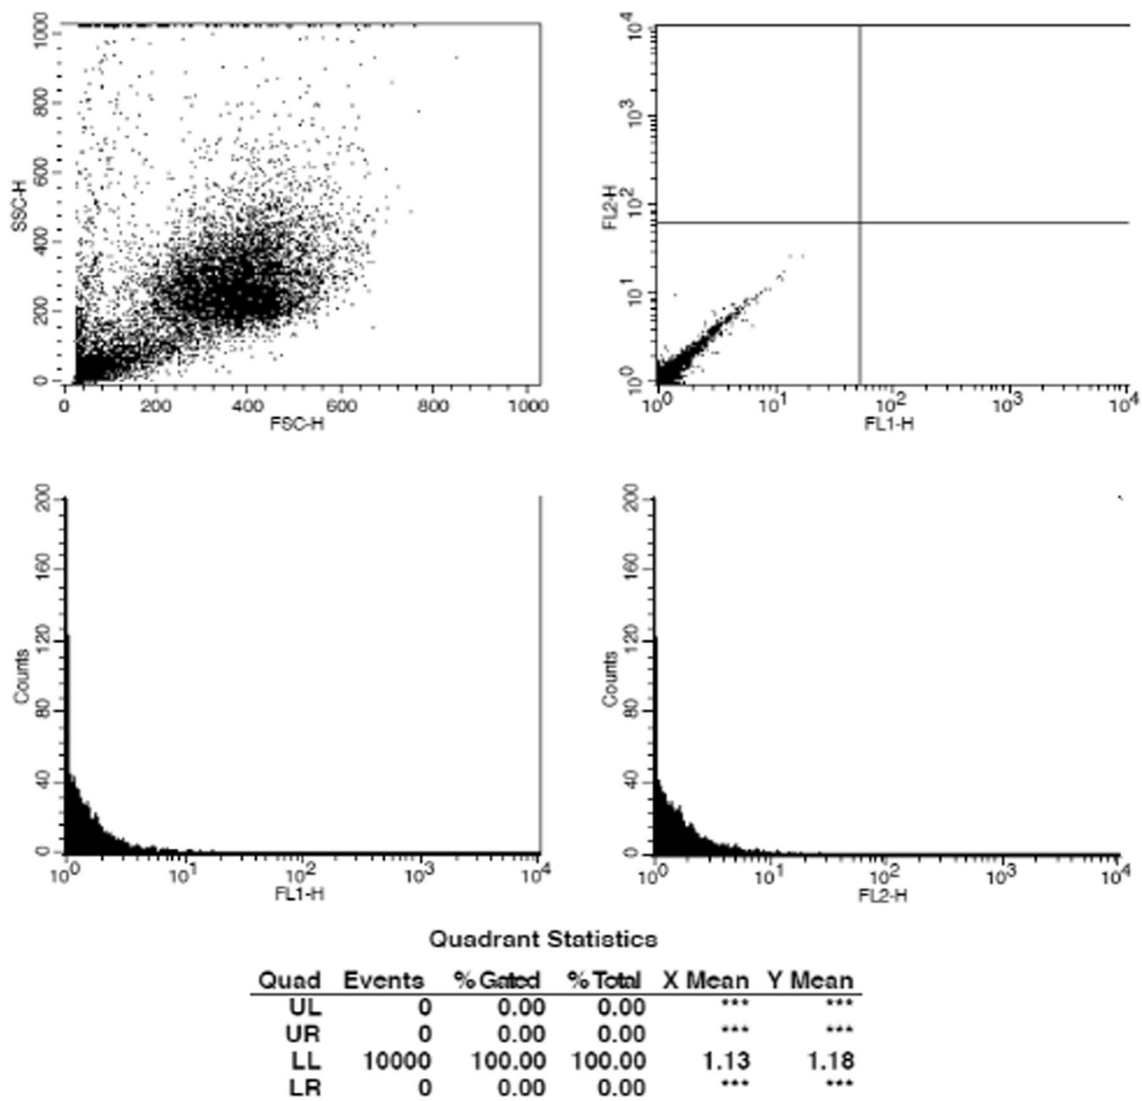 1000
800
600
400
200
0
SSC-H
0 200 400 600 800 1000
FSC-H
10^4
10^3
10^2
10^1
10^0
FL2-H
10^0 10^1 10^2 10^3 10^4
FL1-H
200
160
120
80
40
0
Counts
10^0 10^1 10^2 10^3 10^4
FL1-H
200
160
120
80
40
0
Counts
10^0 10^1 10^2 10^3 10^4
FL2-H
Quadrant Statistics
Quad Events % Gated % Total X Mean Y Mean
UL 0 0.00 0.00 *** ***
UR 0 0.00 0.00 *** ***
LL 10000 100.00 100.00 1.13 1.18
LR 0 0.00 0.00 *** ***